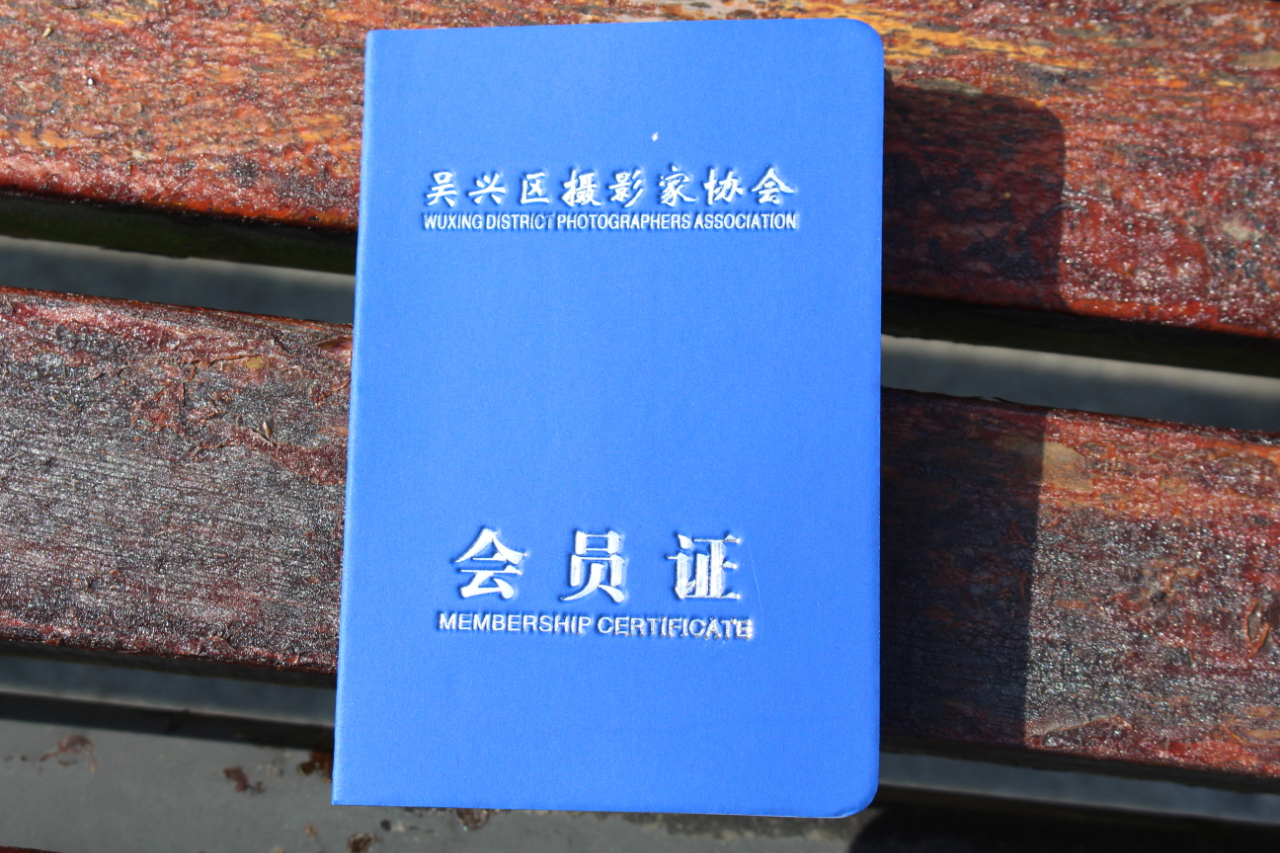 吴兴区摄影家协会
WUXING DISTRICT PHOTOGRAPHERS ASSOCIATION
会员证
MEMBERSHIP CERTIFICATE